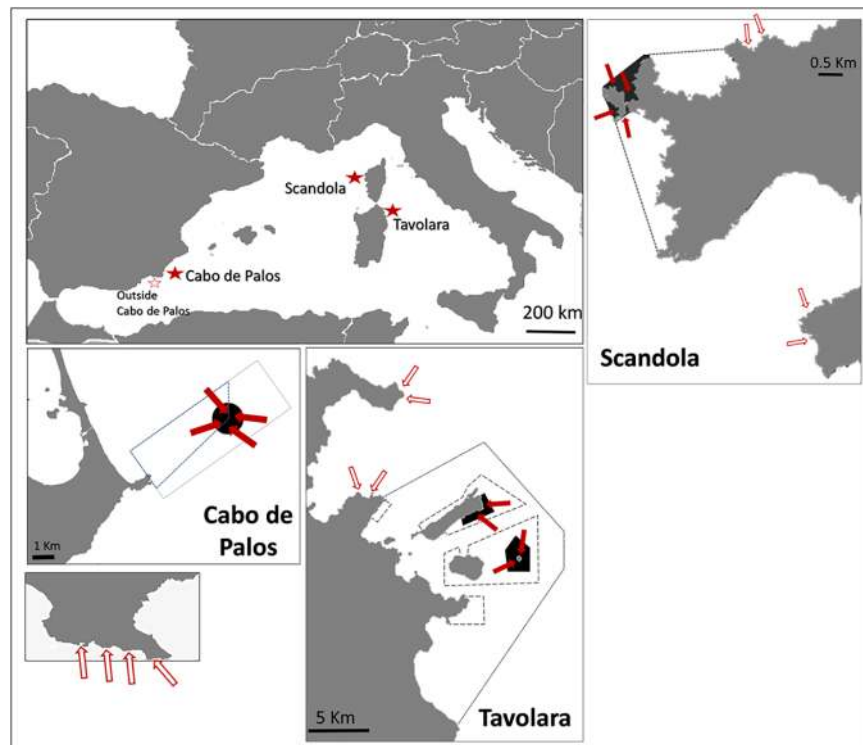 Scandola
Tavolara
Cabo de Palos
Outside
Cabo de Palos
200 km
0.5 Km
Scandola
Cabo de
Palos
1 Km
5 Km
Tavolara